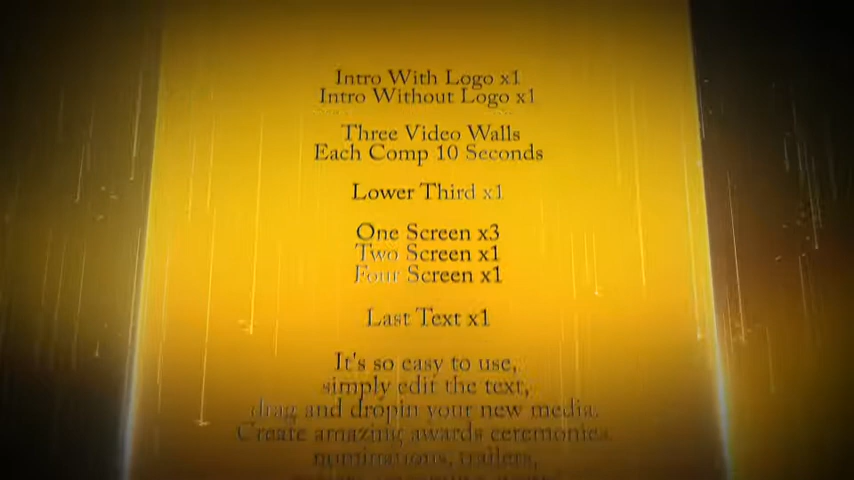 Intro With Logo x1
Intro Without Logo x1
Three Video Walls
Each Comp 10 Seconds
Lower Third x1
One Screen x3
Two Screen x1
Four Screen x1
Last Text x1
It's so easy to use,
simply edit the text,
drag and dropin your new media.
Create amazing awards ceremonies,
nominations, trailers,